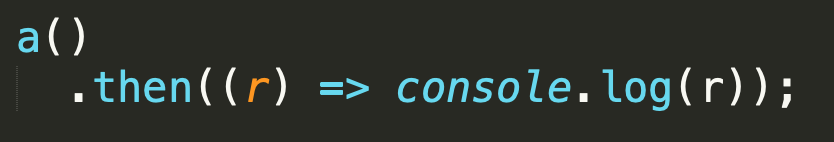 a()
  .then((r) => console.log(r));